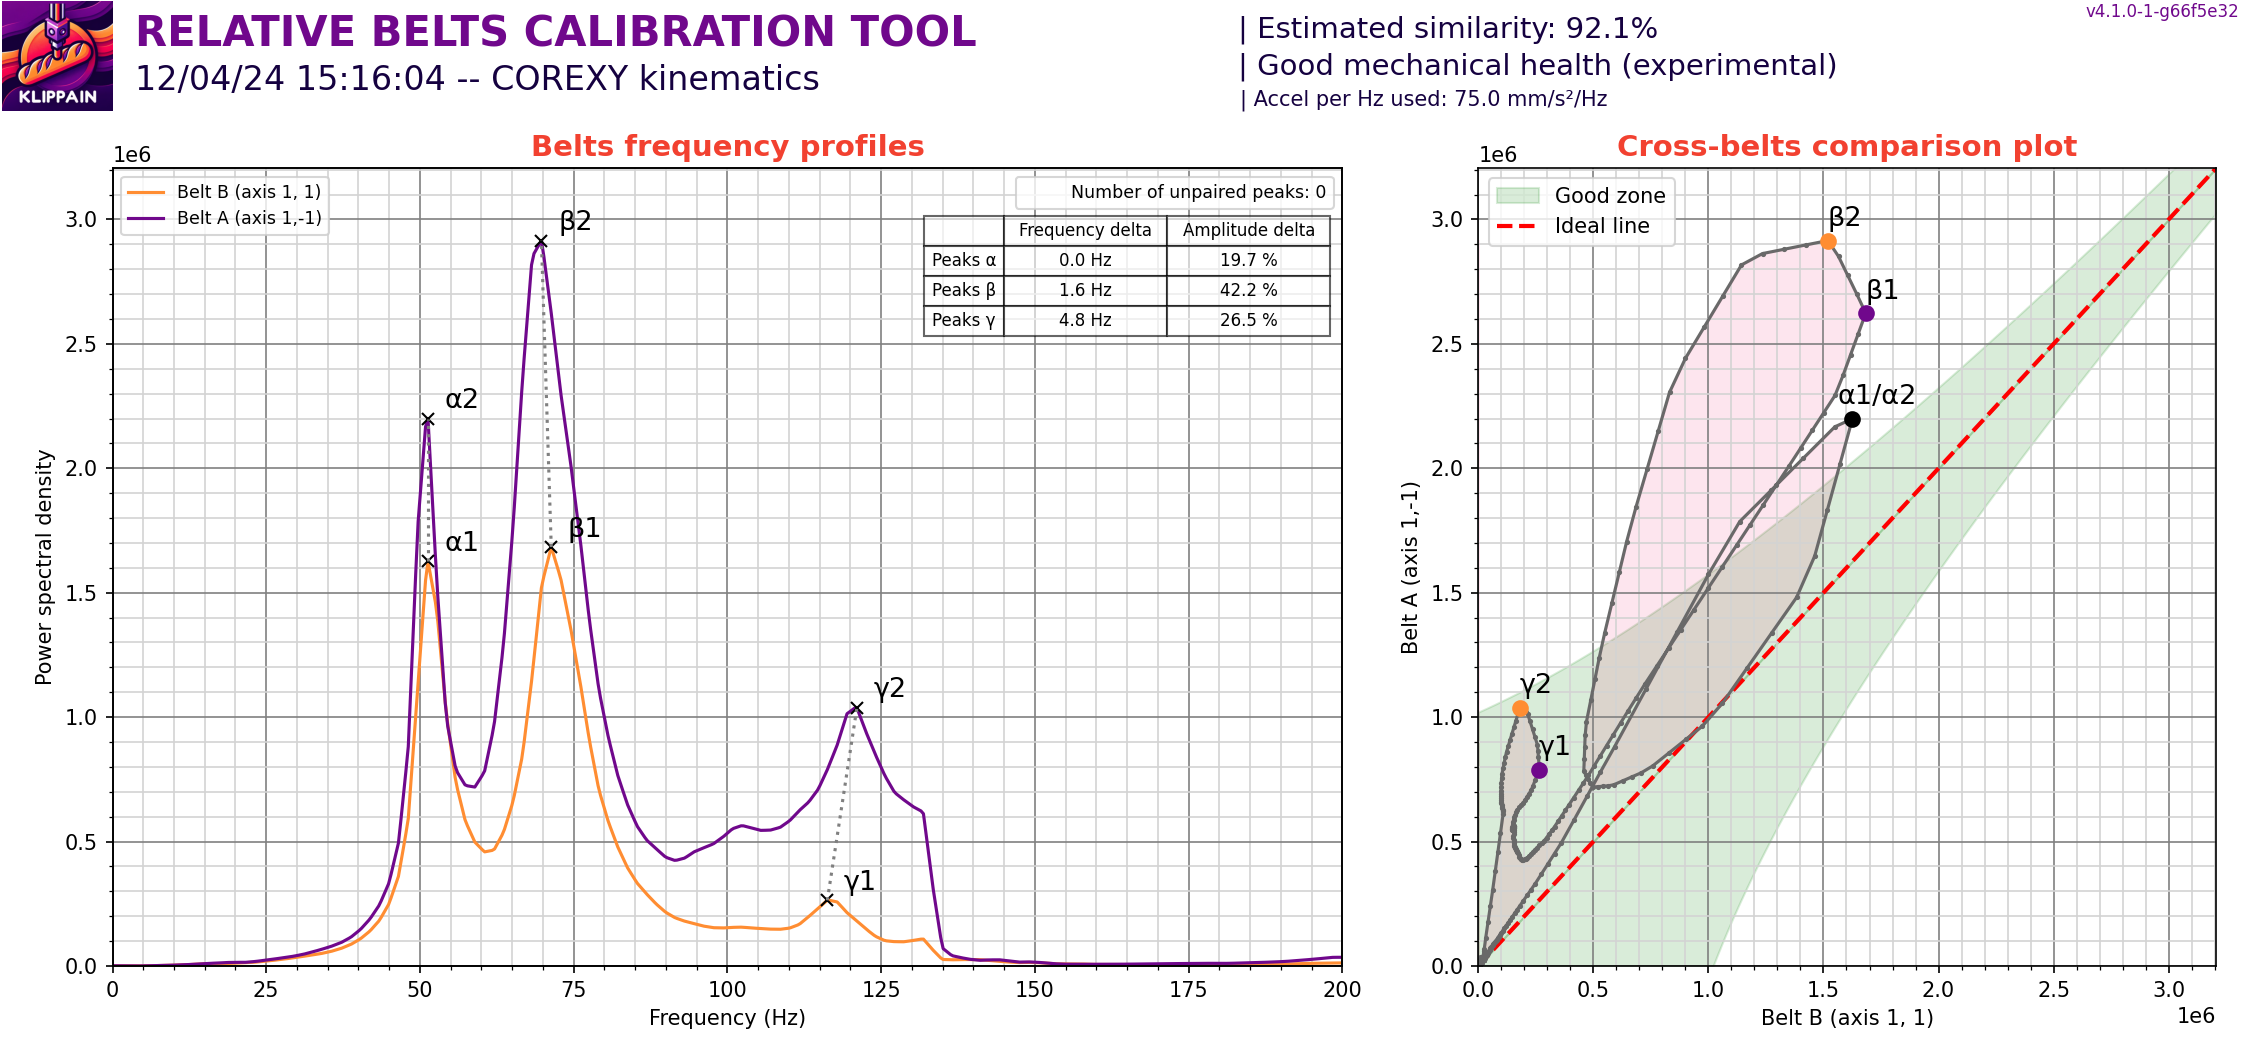 KLIPPAIN
RELATIVE BELTS CALIBRATION TOOL
12/04/24 15:16:04 -- COREXY kinematics
| Estimated similarity: 92.1%
| Good mechanical health (experimental)
| Accel per Hz used: 75.0 mm/s²/Hz
v4.1.0-1-g66f5e32
Belts frequency profiles
1e6
Belt B (axis 1, 1)
Belt A (axis 1,-1)
Number of unpaired peaks: 0
Frequency delta Amplitude delta
Peaks α 0.0 Hz 19.7 %
Peaks β 1.6 Hz 42.2 %
Peaks γ 4.8 Hz 26.5 %
β2
α2
β1
α1
γ2
γ1
3.0
2.5
2.0
1.5
1.0
0.5
0.0
Power spectral density
0 25 50 75 100 125 150 175 200
Frequency (Hz)
Cross-belts comparison plot
1e6
Good zone
Ideal line
β2
β1
α1/α2
γ2
γ1
3.0
2.5
2.0
1.5
1.0
0.5
0.0
Belt A (axis 1,-1)
0.0 0.5 1.0 1.5 2.0 2.5 3.0
Belt B (axis 1, 1)
1e6